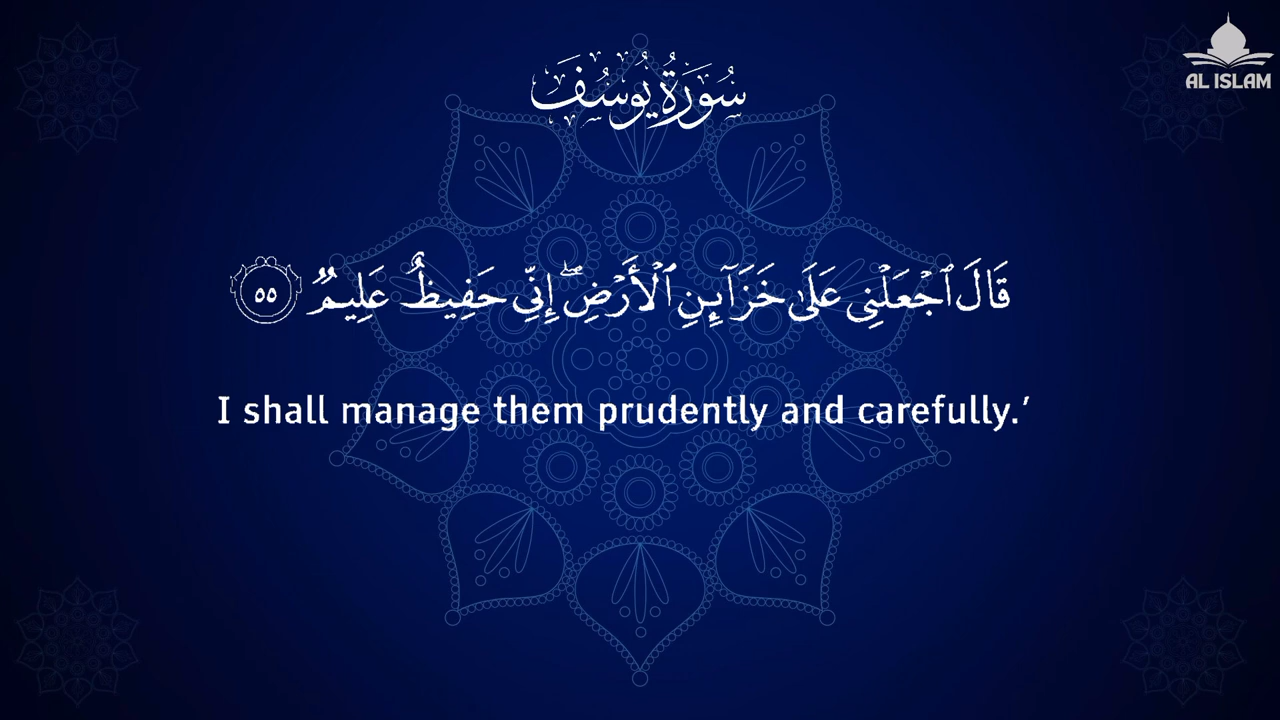 سُورَةُ يُوسُفَ
AL ISLAM
قَالَ ٱجۡعَلۡنِي عَلَىٰ خَزَآئِنِ ٱلۡأَرۡضِۖ إِنِّي حَفِيظٌ عَلِيمٞ ٥٥
I shall manage them prudently and carefully.’